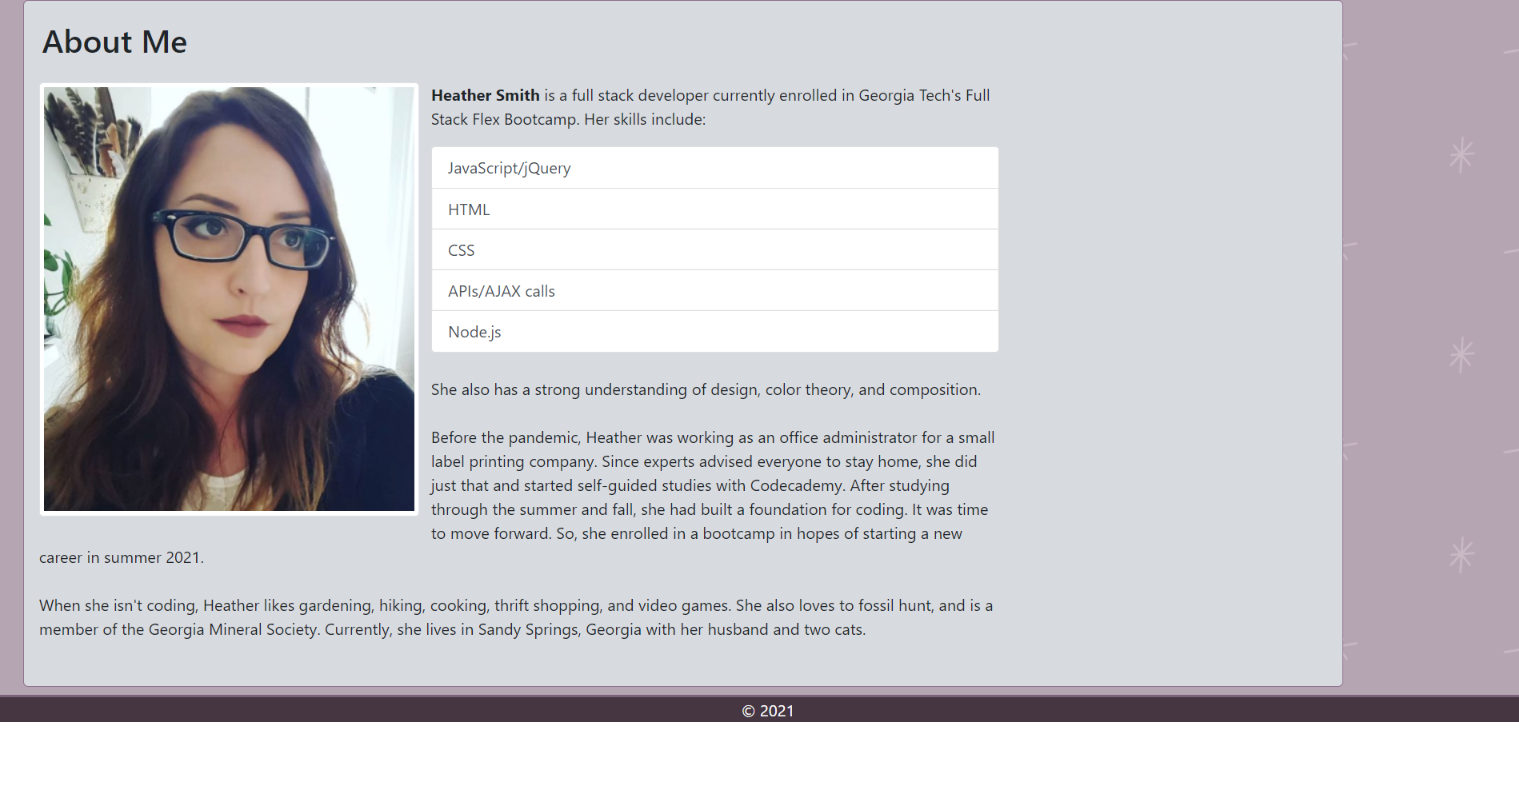 About Me
Heather Smith is a full stack developer currently enrolled in Georgia Tech's Full
Stack Flex Bootcamp. Her skills include:
JavaScript/jQuery
HTML
CSS
APIs/AJAX calls
Node.js
She also has a strong understanding of design, color theory, and composition.
Before the pandemic, Heather was working as an office administrator for a small
label printing company. Since experts advised everyone to stay home, she did
just that and started self-guided studies with Codecademy. After studying
through the summer and fall, she had built a foundation for coding. It was time
to move forward. So, she enrolled in a bootcamp in hopes of starting a new
career in summer 2021.
When she isn't coding, Heather likes gardening, hiking, cooking, thrift shopping, and video games. She also loves to fossil hunt, and is a
member of the Georgia Mineral Society. Currently, she lives in Sandy Springs, Georgia with her husband and two cats.
© 2021